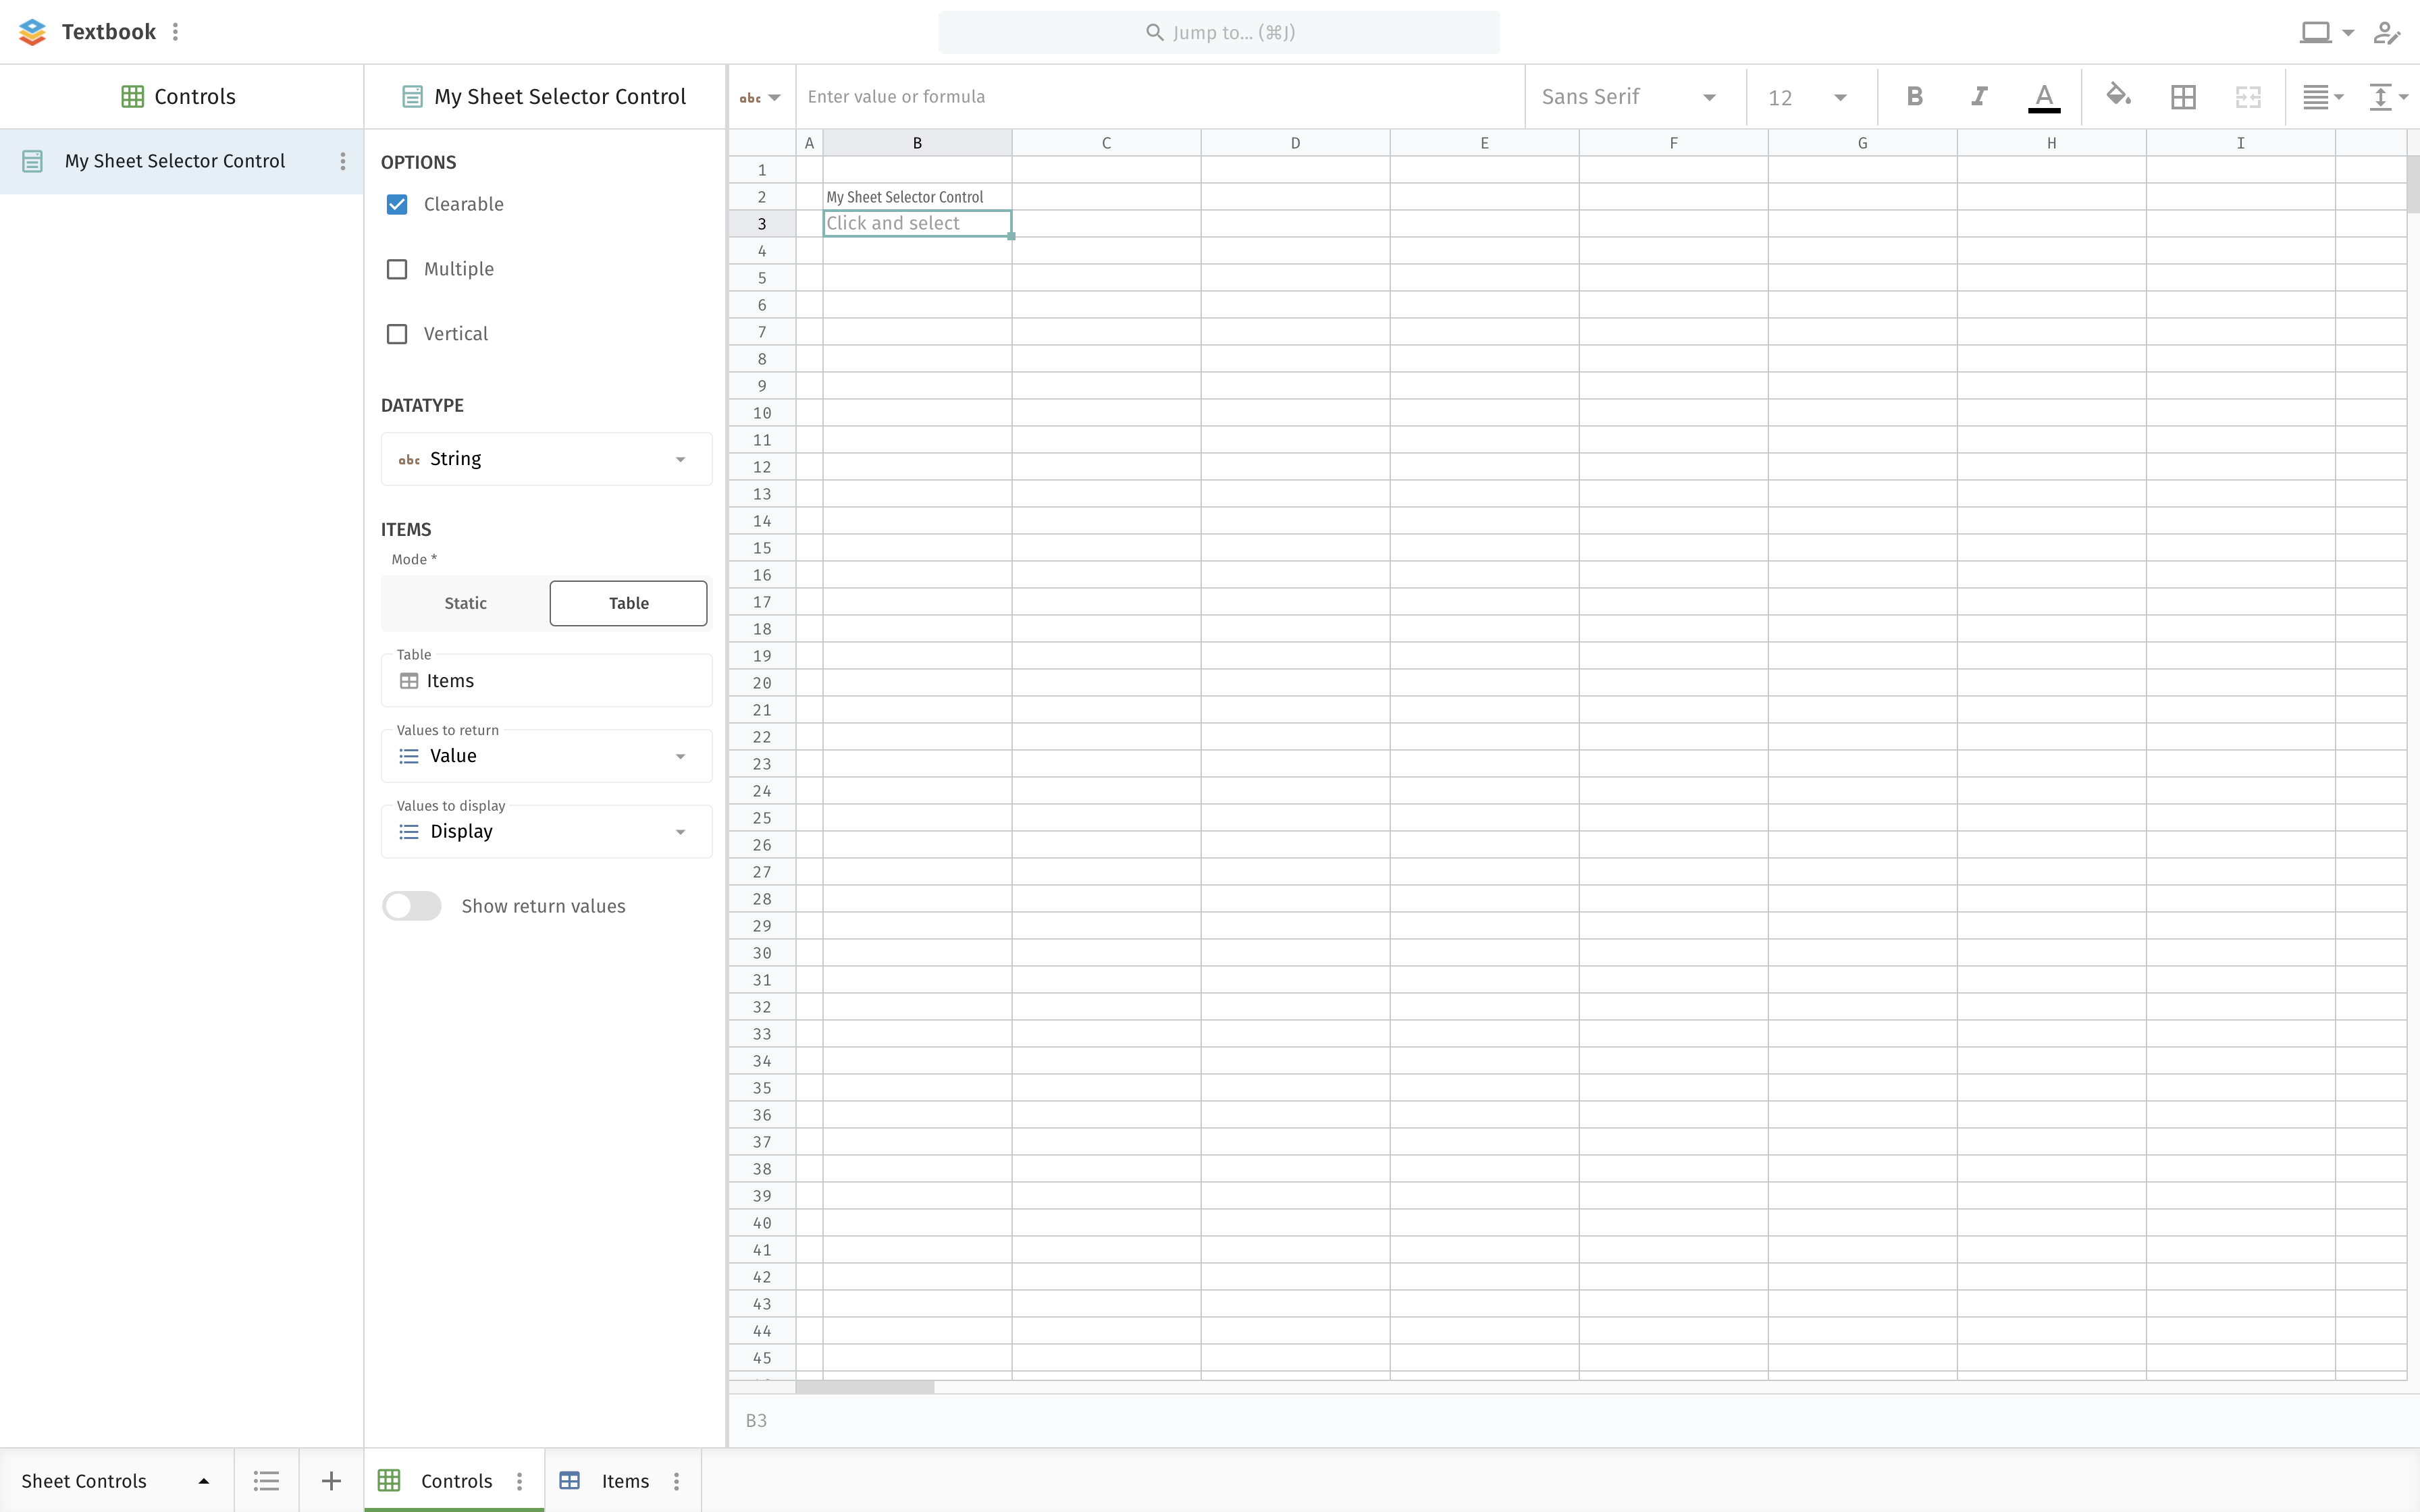 Textbook
Jump to... (⌘J)
Controls
My Sheet Selector Control
abc
Enter value or formula
Sans Serif
12
B
I
A
My Sheet Selector Control
OPTIONS
Clearable
Multiple
Vertical
DATATYPE
abc String
ITEMS
Mode *
Static
Table
Table
Items
Values to return
Value
Values to display
Display
Show return values
A B C D E F G H I
1
2 My Sheet Selector Control
3 Click and select
4
5
6
7
8
9
10
11
12
13
14
15
16
17
18
19
20
21
22
23
24
25
26
27
28
29
30
31
32
33
34
35
36
37
38
39
40
41
42
43
44
45
B3
Sheet Controls
Controls
Items